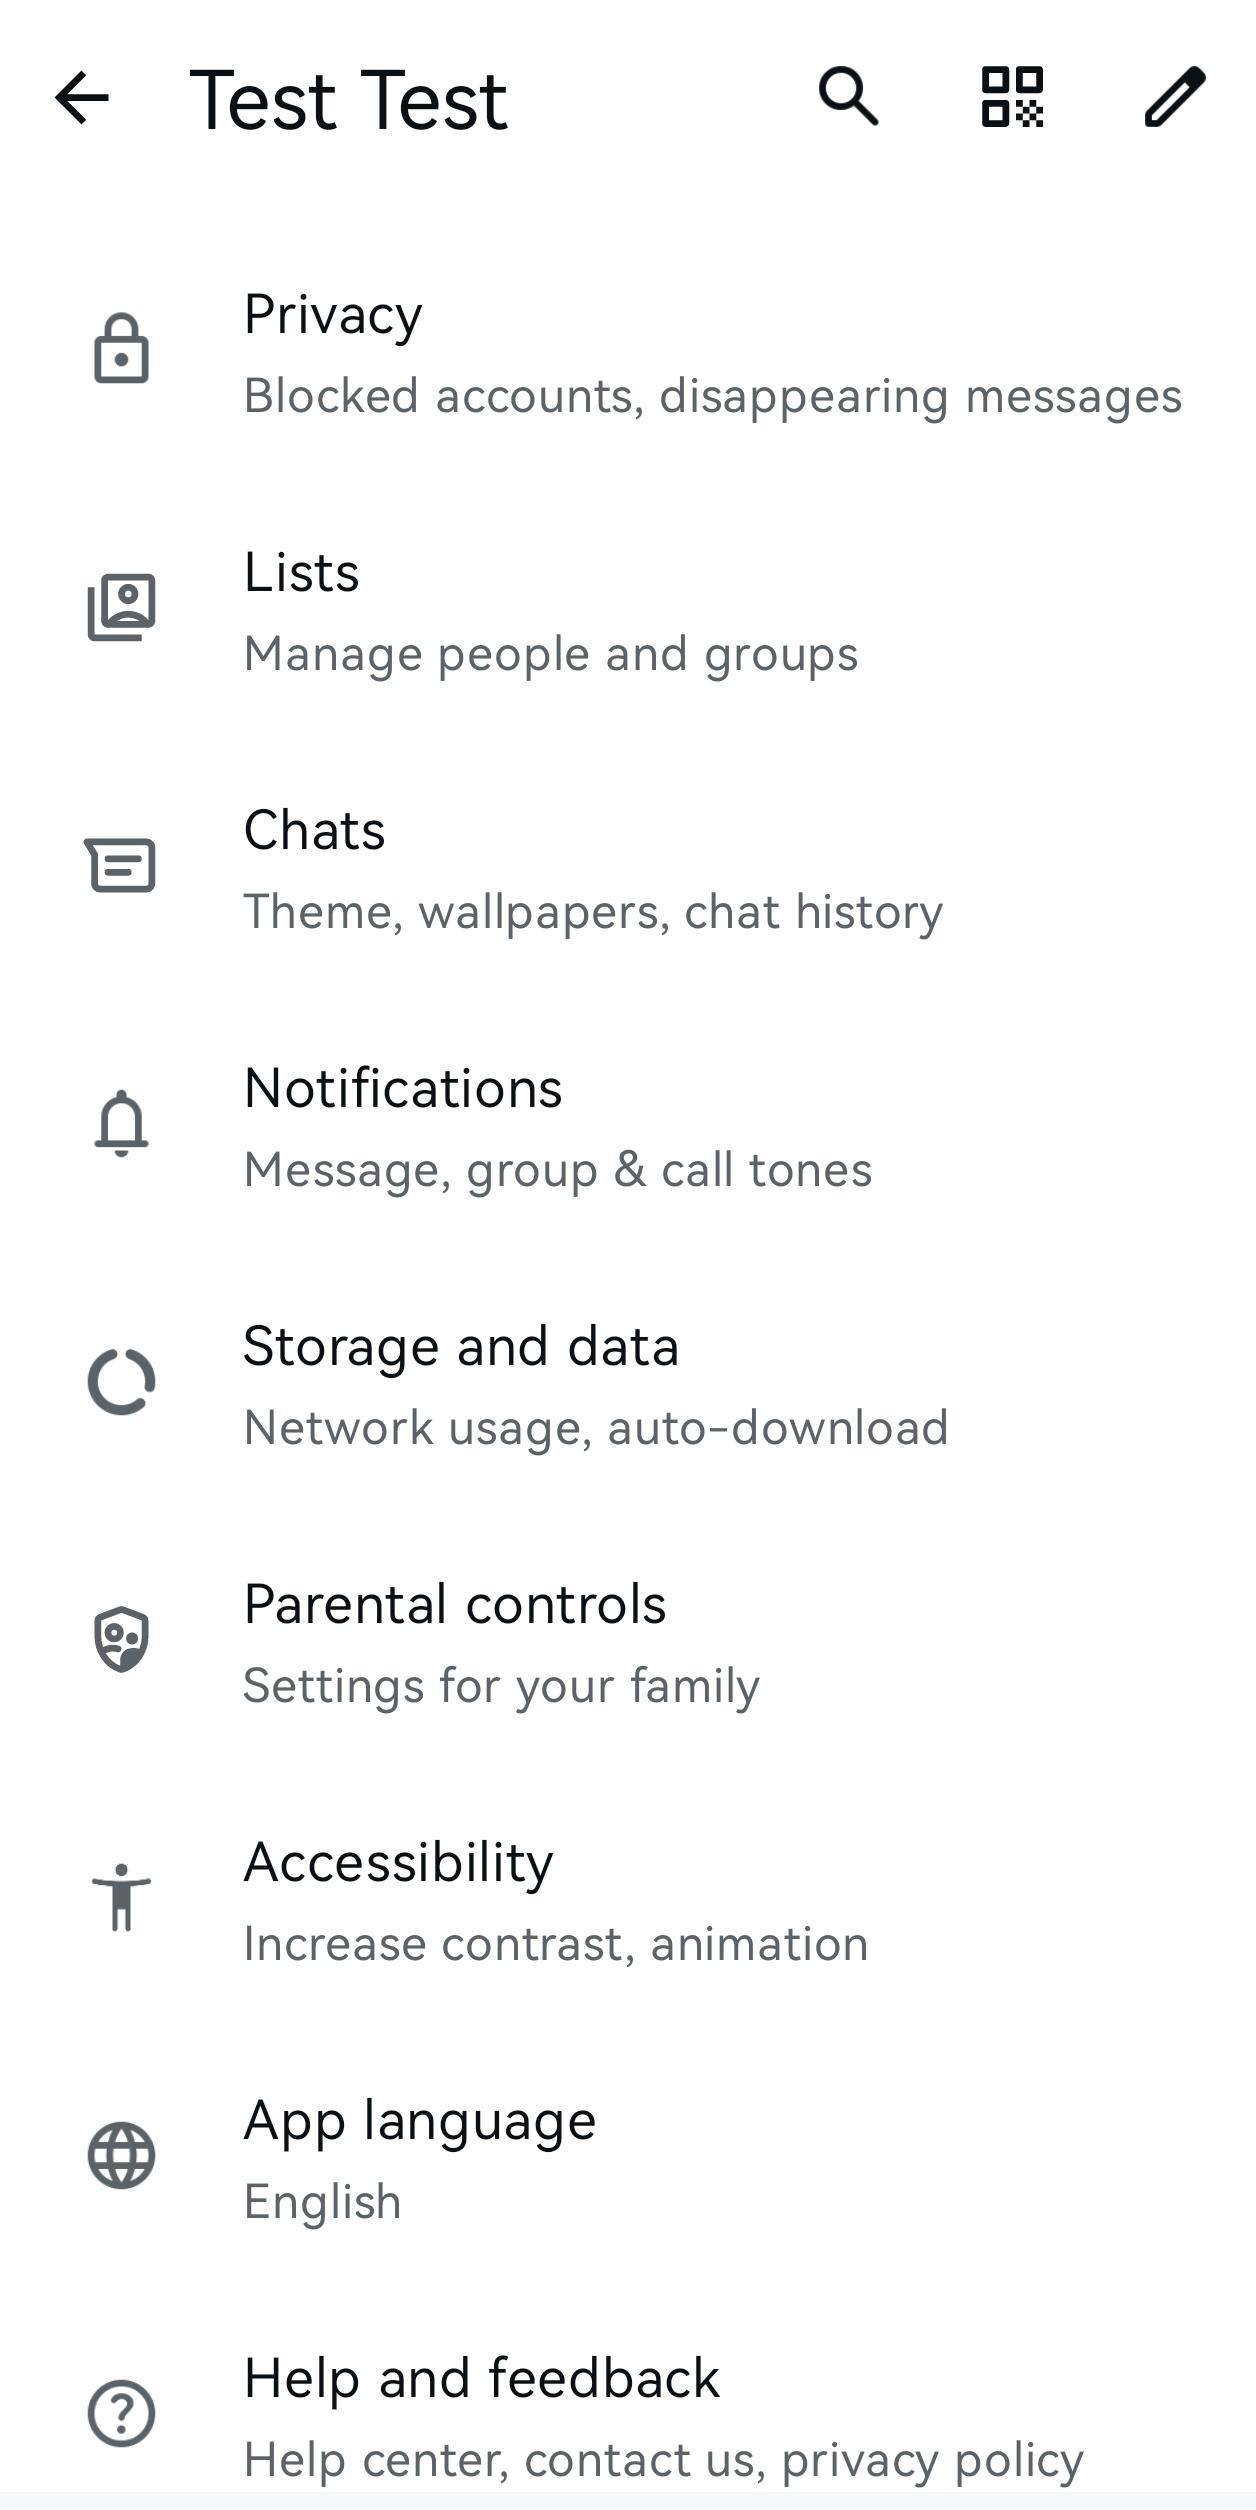 Test Test
Privacy
Blocked accounts, disappearing messages
Lists
Manage people and groups
Chats
Theme, wallpapers, chat history
Notifications
Message, group & call tones
Storage and data
Network usage, auto-download
Parental controls
Settings for your family
Accessibility
Increase contrast, animation
App language
English
Help and feedback
Help center, contact us, privacy policy